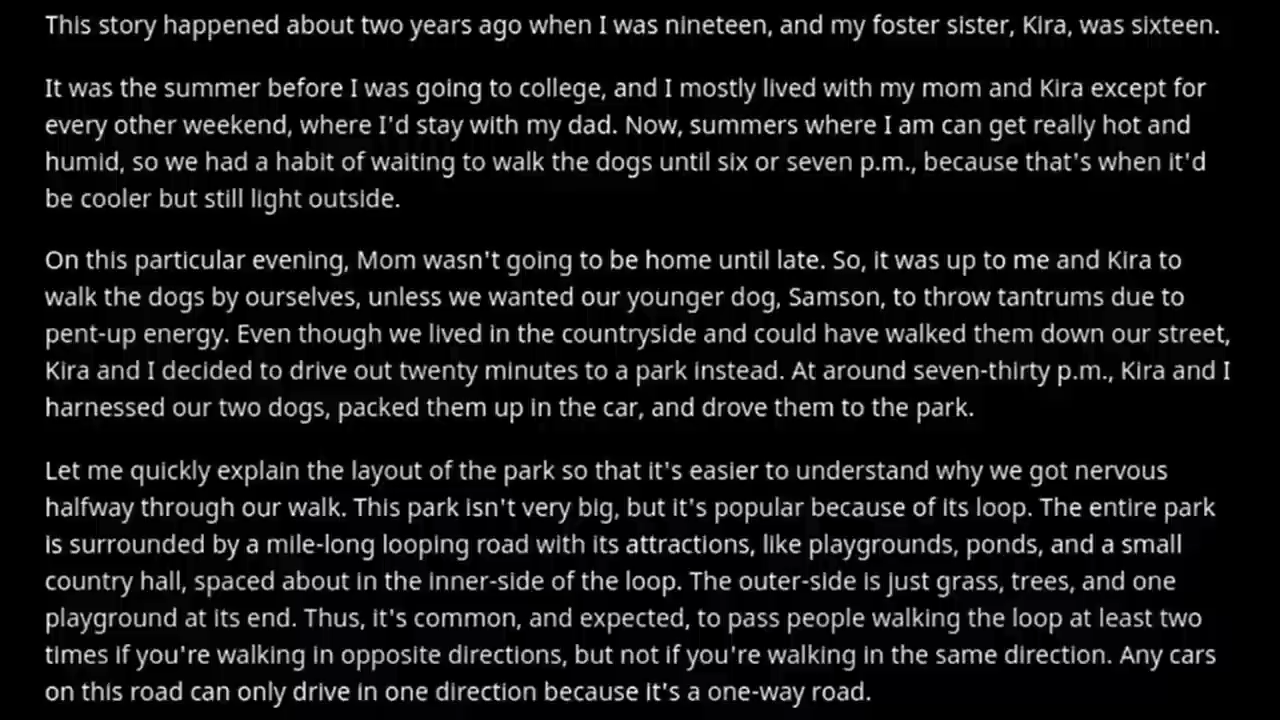 This story happened about two years ago when I was nineteen, and my foster sister, Kira, was sixteen.
It was the summer before I was going to college, and I mostly lived with my mom and Kira except for
every other weekend, where I'd stay with my dad. Now, summers where I am can get really hot and
humid, so we had a habit of waiting to walk the dogs until six or seven p.m., because that's when it'd
be cooler but still light outside.
On this particular evening, Mom wasn't going to be home until late. So, it was up to me and Kira to
walk the dogs by ourselves, unless we wanted our younger dog, Samson, to throw tantrums due to
pent-up energy. Even though we lived in the countryside and could have walked them down our street,
Kira and I decided to drive out twenty minutes to a park instead. At around seven-thirty p.m., Kira and I
harnessed our two dogs, packed them up in the car, and drove them to the park.
Let me quickly explain the layout of the park so that it's easier to understand why we got nervous
halfway through our walk. This park isn't very big, but it's popular because of its loop. The entire park
is surrounded by a mile-long looping road with its attractions, like playgrounds, ponds, and a small
country hall, spaced about in the inner-side of the loop. The outer-side is just grass, trees, and one
playground at its end. Thus, it's common, and expected, to pass people walking the loop at least two
times if you're walking in opposite directions, but not if you're walking in the same direction. Any cars
on this road can only drive in one direction because it's a one-way road.